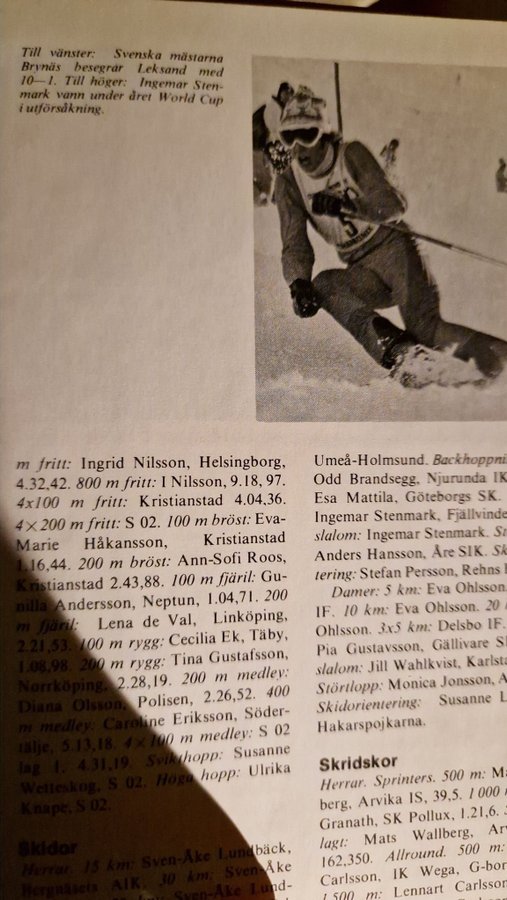 Till vänster: Svenska mästarna
Brynäs besegrar Leksand med
10—1. Till höger: Ingemar Sten-
mark vann under året World Cup
i utförsåkning.
5
m fritt: Ingrid Nilsson, Helsingborg,
4.32,42. 800 m fritt: I Nilsson, 9.18, 97.
4x100 m fritt: Kristianstad 4.04.36.
4×200 m fritt: S 02. 100 m bröst: Eva-
Marie Håkansson, Kristianstad
1.16,44. 200 m bröst: Ann-Sofi Roos,
Kristianstad 2.43,88. 100 m fjäril: Gu-
nilla Andersson, Neptun, 1.04,71. 200
m fjäril: Lena de Val, Linköping,
2.21,53. 100 m rygg: Cecilia Ek, Täby,
1.08,98. 200 m rygg: Tina Gustafsson,
Norrköping, 2.28,19. 200 m medley:
Diana Olsson, Polisen, 2.26,52. 400
m medley: Caroline Eriksson, Söder-
tälje, 5.13,18. 4×100 m medley: S 02
lag 1, 4.31,19. Svikthopp: Susanne
Wetteskog, S 02. Höga hopp: Ulrika
Knape, S 02.
Skidor
Herrar. 15 km: Sven-Åke Lundbäck,
Bergnäsets AIK. 30 km: Sven-Åke
Lund-
Umeå-Holmsund. Backhoppni
Odd Brandsegg, Njurunda IK
Esa Mattila, Göteborgs SK.
Ingemar Stenmark, Fjällvinde
slalom: Ingemar Stenmark. S
Anders Hansson, Åre SlK. Sk
tering: Stefan Persson, Rehns
Damer: 5 km: Eva Ohlsson
IF. 10 km: Eva Ohlsson. 20
Ohlsson. 3x5 km: Delsbo IF.
Pia Gustavsson, Gällivare S
slalom: Jill Wahlkvist, Karlsta
Störtlopp: Monica Jonsson, A
Skidorientering: Susanne L
Hakarspojkarna.
Skridskor
Herrar. Sprinters. 500 m: Ma
berg, Arvika IS, 39,5. 1 000
Granath, SK Pollux, 1.21,6.
lagt: Mats Wallberg, Arv
162,350. Allround. 500 m:
Carlsson, IK Wega, G-bor
1 500 m: Lennart Carlsson